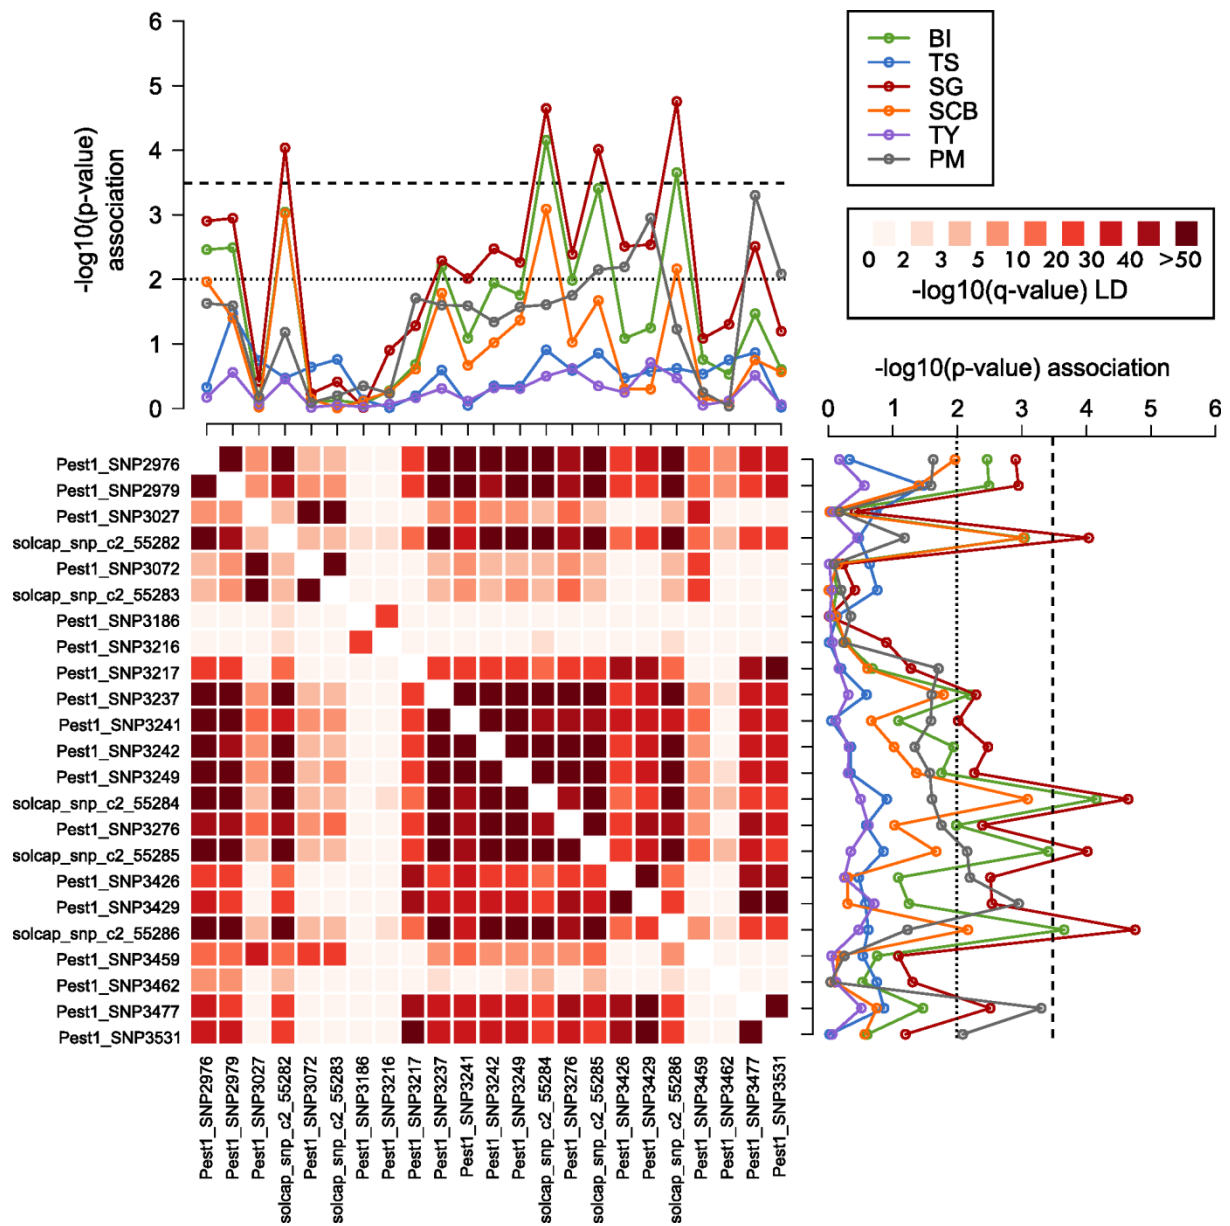 6
5
4
3
2
1
0
-log10(p-value)
association
BI
TS
SG
SCB
TY
PM
0 2 3 5 10 20 30 40 >50
-log10(q-value) LD
-log10(p-value) association
0 1 2 3 4 5 6
Pest1_SNP2976
Pest1_SNP2979
Pest1_SNP3027
solcap_snp_c2_55282
Pest1_SNP3072
solcap_snp_c2_55283
Pest1_SNP3186
Pest1_SNP3216
Pest1_SNP3217
Pest1_SNP3237
Pest1_SNP3241
Pest1_SNP3242
Pest1_SNP3249
solcap_snp_c2_55284
Pest1_SNP3276
solcap_snp_c2_55285
Pest1_SNP3426
Pest1_SNP3429
solcap_snp_c2_55286
Pest1_SNP3459
Pest1_SNP3462
Pest1_SNP3477
Pest1_SNP3531
Pest1_SNP2976
Pest1_SNP2979
Pest1_SNP3027
solcap_snp_c2_55282
Pest1_SNP3072
solcap_snp_c2_55283
Pest1_SNP3186
Pest1_SNP3216
Pest1_SNP3217
Pest1_SNP3237
Pest1_SNP3241
Pest1_SNP3242
Pest1_SNP3249
solcap_snp_c2_55284
Pest1_SNP3276
solcap_snp_c2_55285
Pest1_SNP3426
Pest1_SNP3429
solcap_snp_c2_55286
Pest1_SNP3459
Pest1_SNP3462
Pest1_SNP3477
Pest1_SNP3531